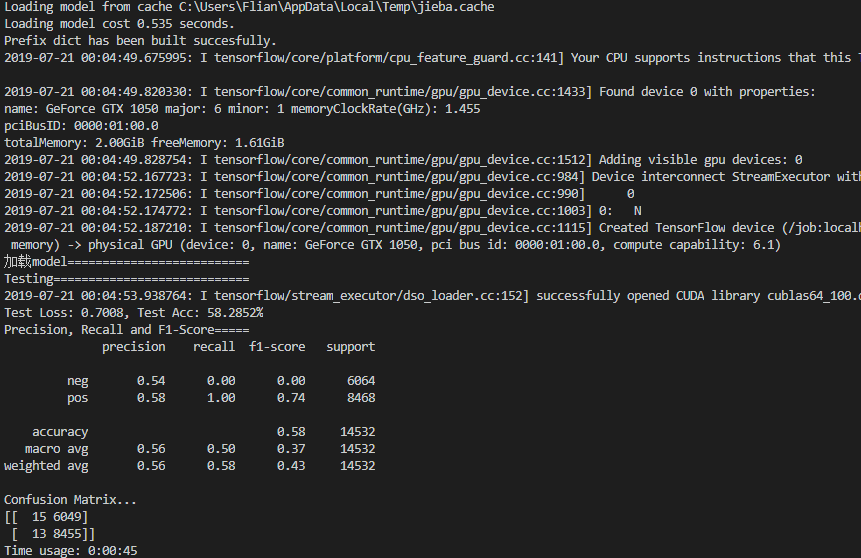 Loading model from cache C:\Users\Flian\AppData\Local\Temp\jieba.cache
Loading model cost 0.535 seconds.
Prefix dict has been built succesfully.
2019-07-21 00:04:49.675995: I tensorflow/core/platform/cpu_feature_guard.cc:141] Your CPU supports instructions that this
2019-07-21 00:04:49.820330: I tensorflow/core/common_runtime/gpu/gpu_device.cc:1433] Found device 0 with properties:
name: GeForce GTX 1050 major: 6 minor: 1 memoryClockRate(GHz): 1.455
pciBusID: 0000:01:00.0
totalMemory: 2.00GiB freeMemory: 1.61GiB
2019-07-21 00:04:49.828754: I tensorflow/core/common_runtime/gpu/gpu_device.cc:1512] Adding visible gpu devices: 0
2019-07-21 00:04:52.167723: I tensorflow/core/common_runtime/gpu/gpu_device.cc:984] Device interconnect StreamExecutor with
2019-07-21 00:04:52.172506: I tensorflow/core/common_runtime/gpu/gpu_device.cc:990]      0
2019-07-21 00:04:52.174772: I tensorflow/core/common_runtime/gpu/gpu_device.cc:1003] 0:   N
2019-07-21 00:04:52.187210: I tensorflow/core/common_runtime/gpu/gpu_device.cc:1115] Created TensorFlow device (/job:local
 memory) -> physical GPU (device: 0, name: GeForce GTX 1050, pci bus id: 0000:01:00.0, compute capability: 6.1)
加载model==========================
Testing============================
2019-07-21 00:04:53.938764: I tensorflow/stream_executor/dso_loader.cc:152] successfully opened CUDA library cublas64_100.d
Test Loss: 0.7008, Test Acc: 58.2852%
Precision, Recall and F1-Score=====
              precision    recall  f1-score   support
         neg       0.54      0.00      0.00      6064
         pos       0.58      1.00      0.74      8468
    accuracy                           0.58     14532
   macro avg       0.56      0.50      0.37     14532
weighted avg       0.56      0.58      0.43     14532
Confusion Matrix...
[[  15 6049]
 [  13 8455]]
Time usage: 0:00:45